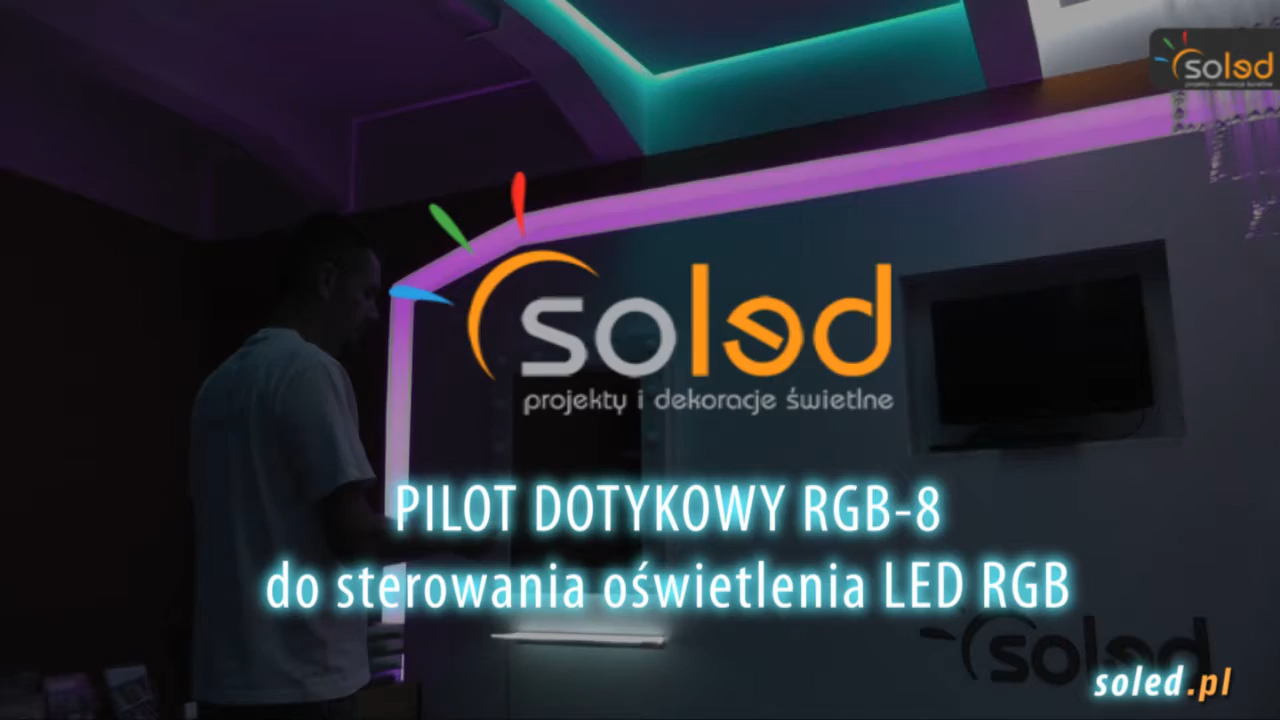 soled
projekty i dekoracje świetlne
soled
projekty i dekoracje świetlne
PILOT DOTYKOWY RGB-8
do sterowania oświetlenia LED RGB
soled
soled.pl